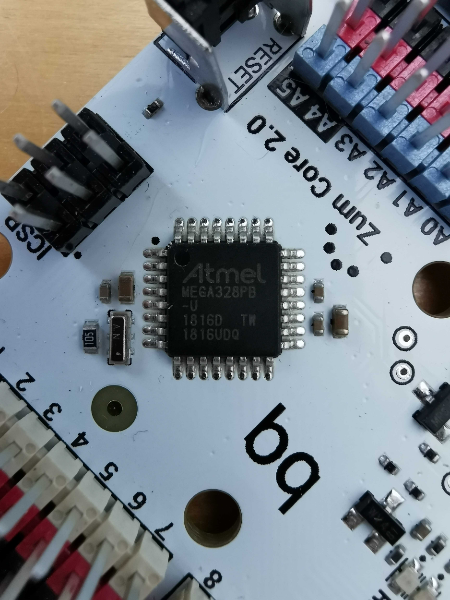 RESET
Zum Core 2.0
A0 A1 A2 A3 A4 A5
ICSP
Atmel
MEGA328PB
-U
1816D TW
1816UDQ
105
bq
2
3
4
5
6
7
8